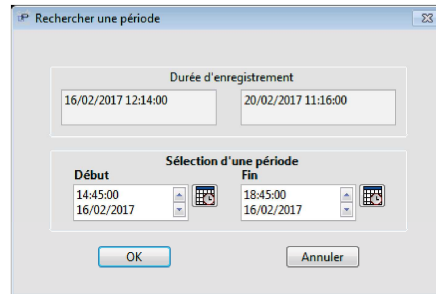 Rechercher une période
Durée d'enregistrement
16/02/2017 12:14:00 20/02/2017 11:16:00
Sélection d'une période
Début Fin
14:45:00 18:45:00
16/02/2017 16/02/2017
OK Annuler